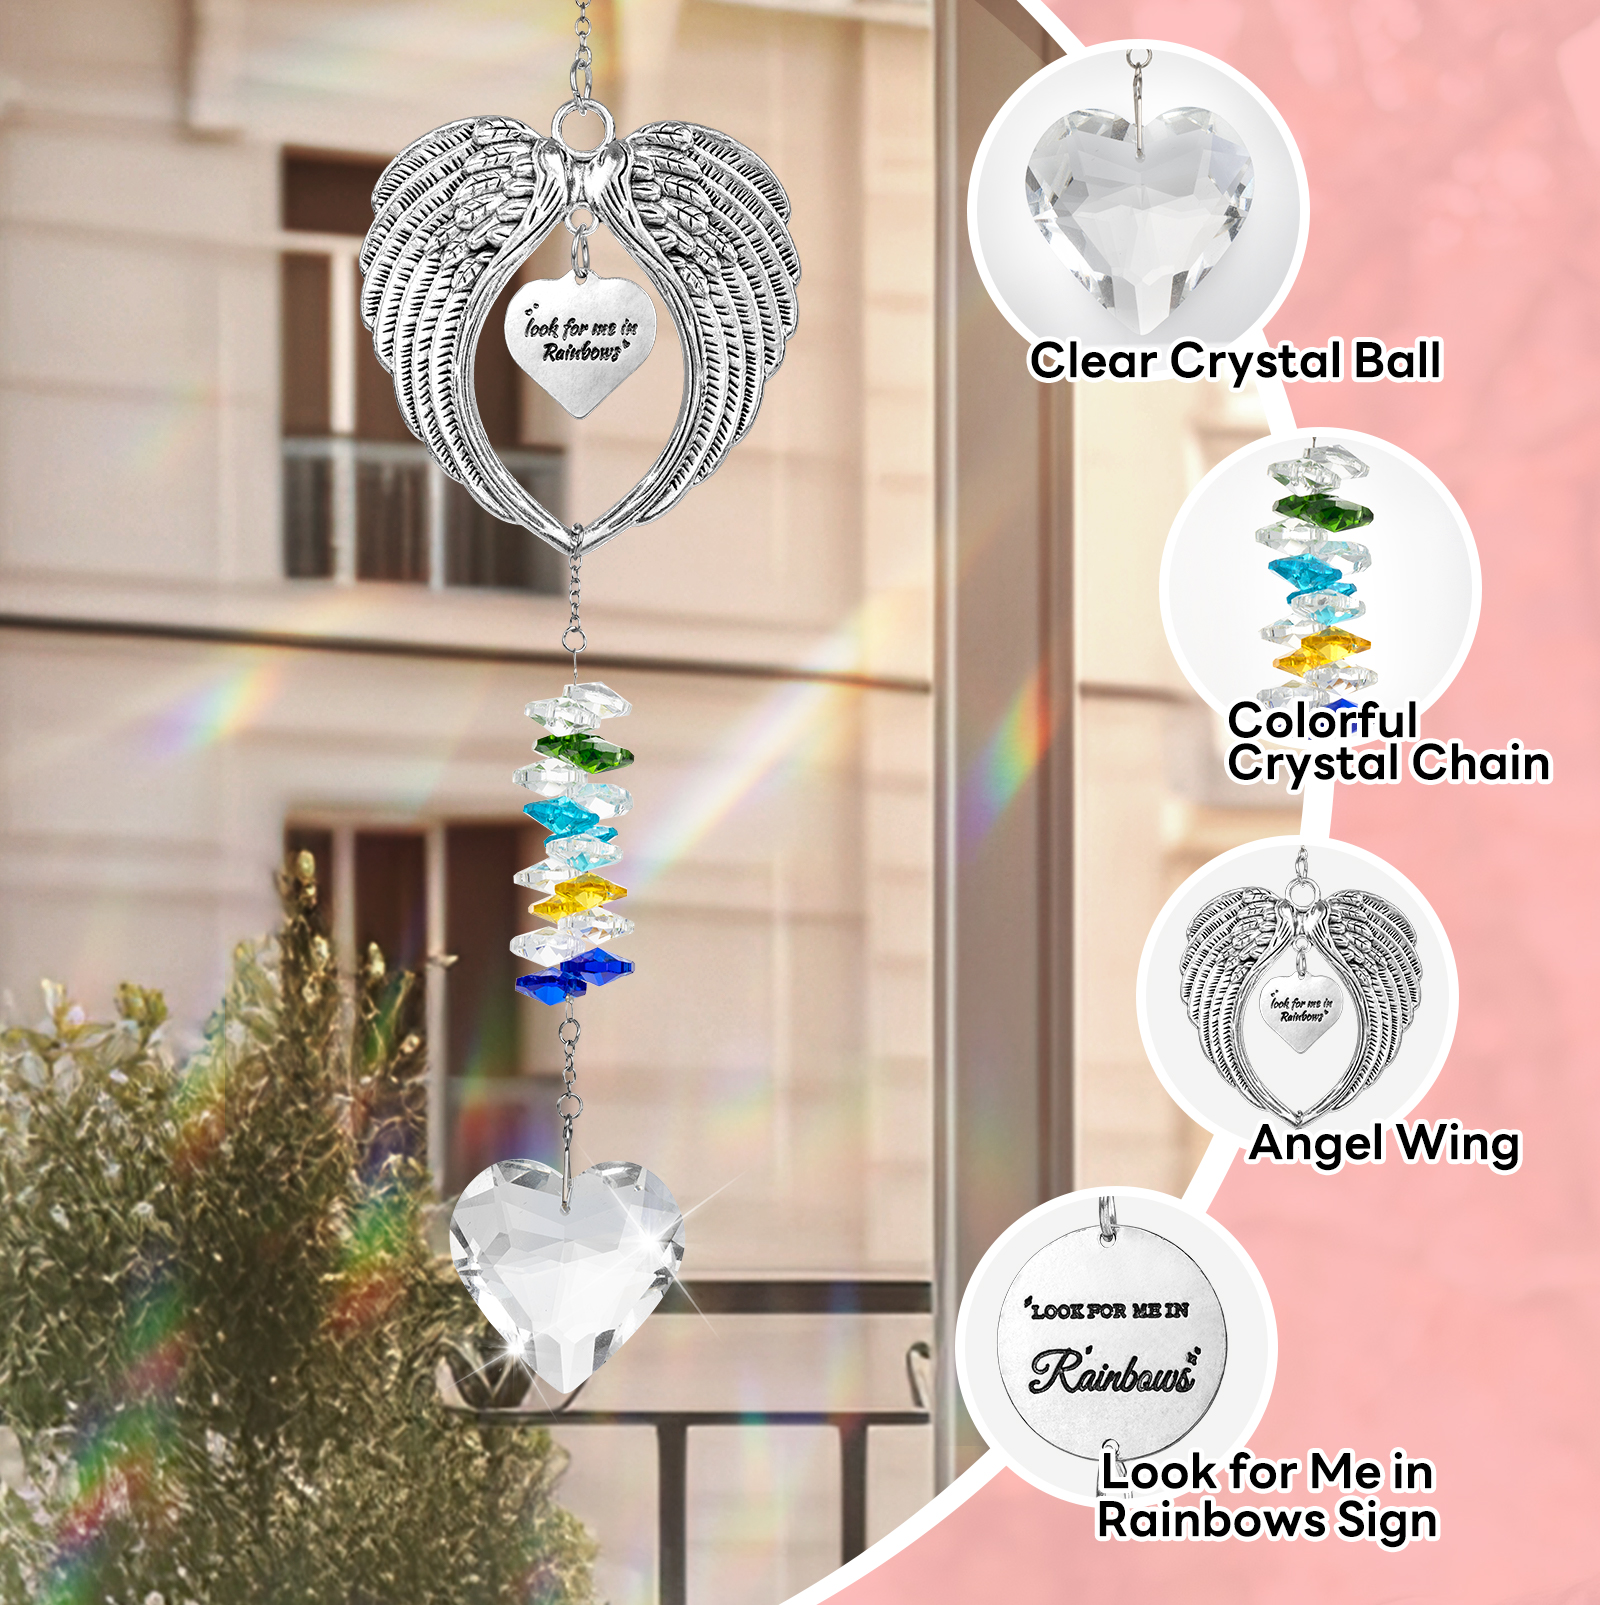 look for me in
Rainbows
Clear Crystal Ball
Colorful
Crystal Chain
look for me in
Rainbows
Angel Wing
LOOK FOR ME IN
Rainbows
Look for Me in
Rainbows Sign